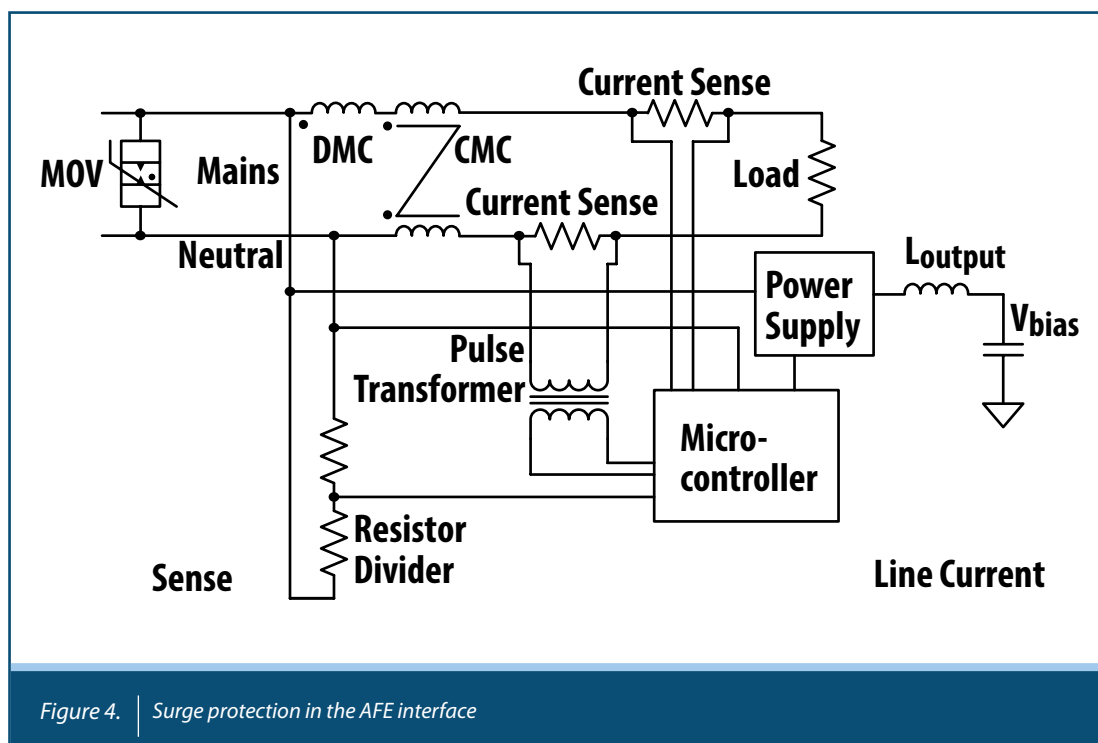 Current Sense
MOV
Mains
DMC
CMC
Load
Current Sense
Neutral
Power
Supply
Loutput
Vbias
Pulse
Transformer
Micro-
controller
Resistor
Divider
Sense
Line Current
Figure 4. | Surge protection in the AFE interface